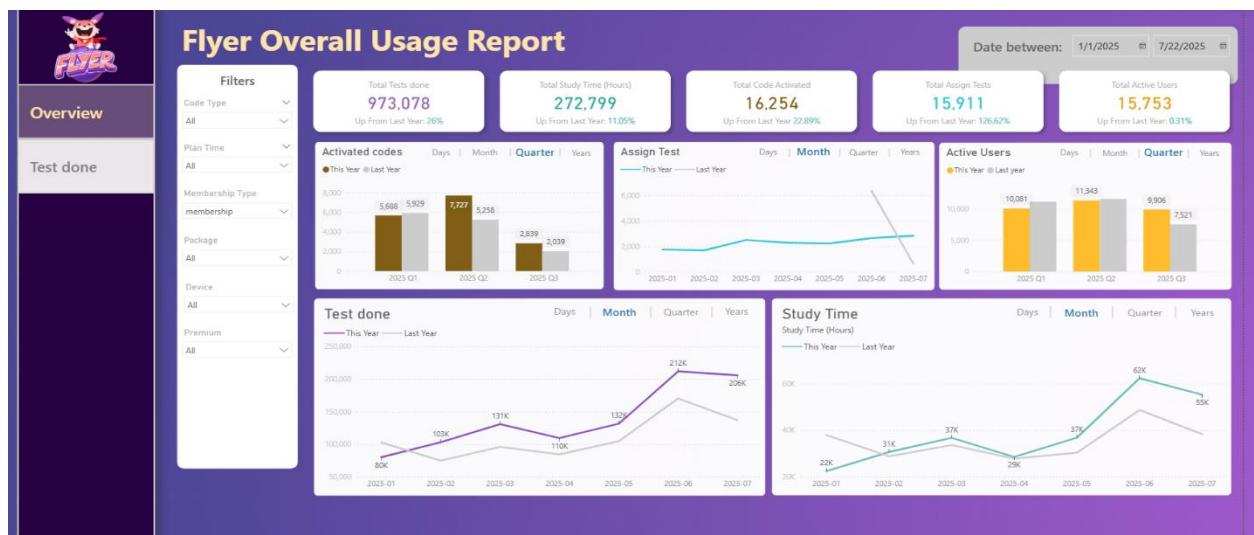 FLYER
Overview
Test done
Flyer Overall Usage Report
Date between: 1/1/2025 7/22/2025
Filters
Code Type
All
Plan Time
All
Membership Type
membership
Package
All
Device
All
Premium
All
Total Tests done
973,078
Up From Last Year: 26%
Total Study Time (Hours)
272,799
Up From Last Year: 11.05%
Total Code Activated
16,254
Up From Last Year 22.89%
Total Assign Tests
15,911
Up From Last Year: 126.62%
Total Active Users
15,753
Up From Last Year: 0.31%
Activated codes Days | Month | Quarter | Years
This Year Last Year
8,000
6,000
4,000
2,000
0
5,688 5,929
7,727 5,258
2,839 2,039
2025 Q1 2025 Q2 2025 Q3
Assign Test Days | Month | Quarter | Years
This Year Last Year
6,000
4,000
2,000
0
2025-01 2025-02 2025-03 2025-04 2025-05 2025-06 2025-07
Active Users Days | Month | Quarter | Years
This Year Last year
10,000
5,000
0
10,081
11,343
9,906 7,521
2025 Q1 2025 Q2 2025 Q3
Test done Days | Month | Quarter | Years
This Year Last Year
250,000
200,000
150,000
100,000
50,000
80K 103K 131K 110K 132K 212K 206K
2025-01 2025-02 2025-03 2025-04 2025-05 2025-06 2025-07
Study Time Days | Month | Quarter | Years
Study Time (Hours)
This Year Last Year
60K
40K
20K
22K 31K 37K 29K 37K 62K 55K
2025-01 2025-02 2025-03 2025-04 2025-05 2025-06 2025-07